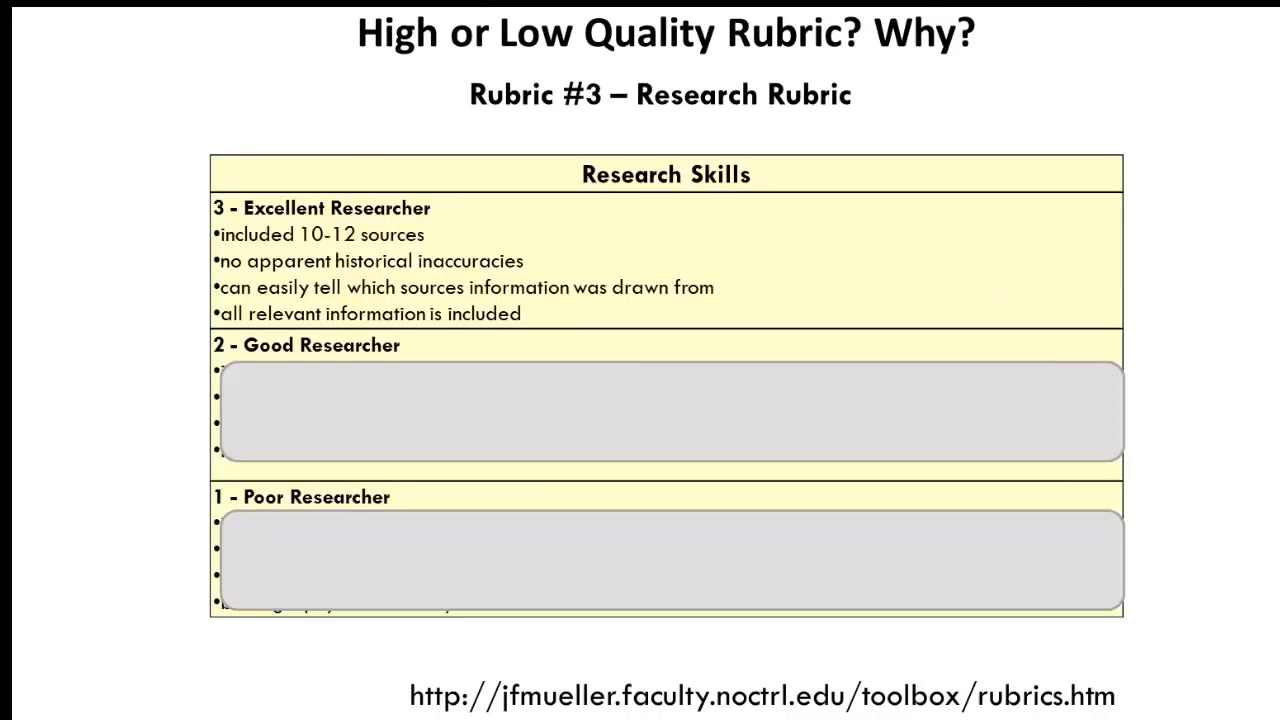 High or Low Quality Rubric? Why?
Rubric #3 – Research Rubric
Research Skills
3 - Excellent Researcher
•included 10-12 sources
•no apparent historical inaccuracies
•can easily tell which sources information was drawn from
•all relevant information is included
2 - Good Researcher
•
•
•
•
1 - Poor Researcher
•
•
•
•
http://jfmueller.faculty.noctrl.edu/toolbox/rubrics.htm